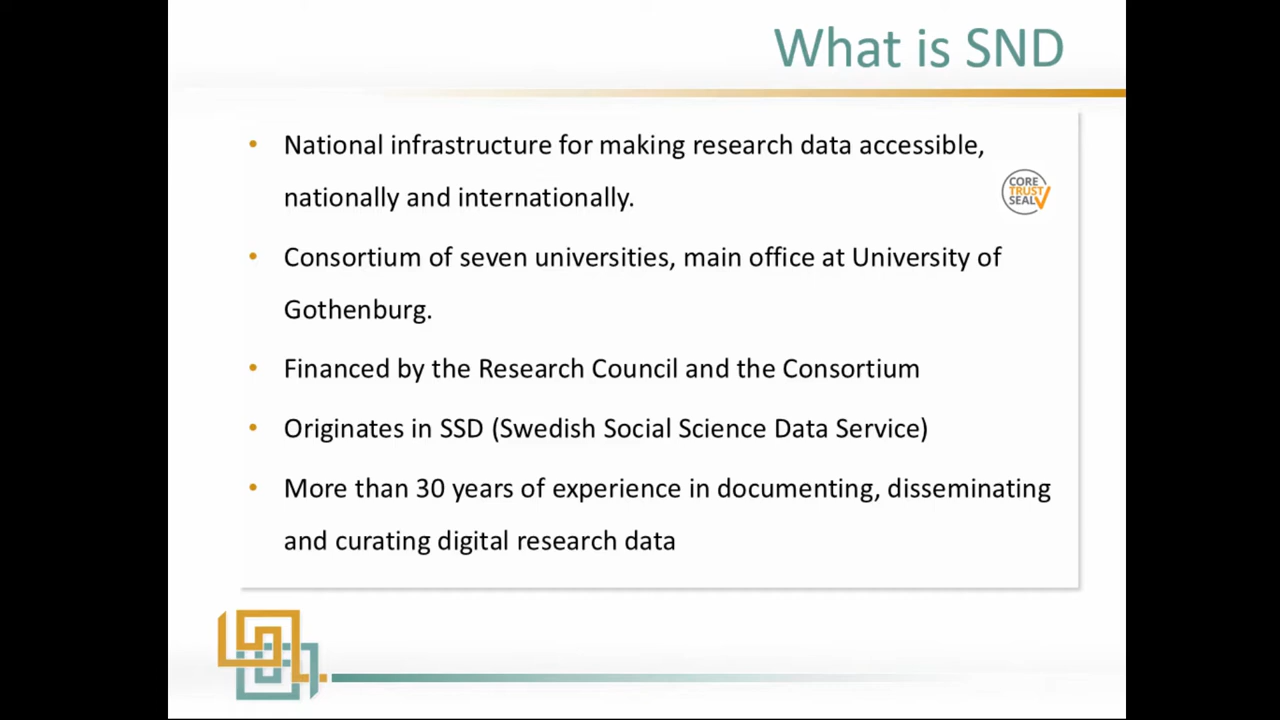 What is SND
• National infrastructure for making research data accessible,
nationally and internationally.
CORE
TRUST
SEAL
• Consortium of seven universities, main office at University of
Gothenburg.
• Financed by the Research Council and the Consortium
• Originates in SSD (Swedish Social Science Data Service)
• More than 30 years of experience in documenting, disseminating
and curating digital research data